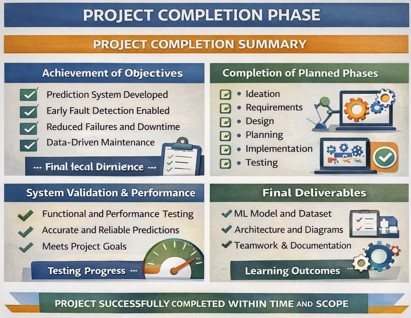 PROJECT COMPLETION PHASE
PROJECT COMPLETION SUMMARY
Achievement of Objectives
Prediction System Developed
Early Fault Detection Enabled
Reduced Failures and Downtime
Data-Driven Maintenance
--- Final lecal Dirnience ---
Completion of Planned Phases
• Ideation
• Requirements
• Design
• Planning
• Implementation
• Testing
System Validation & Performance
Functional and Performance Testing
Accurate and Reliable Predictions
Meets Project Goals
Testing Progress ---
Final Deliverables
ML Model and Dataset
Architecture and Diagrams
Teamwork & Documentation
Learning Outcomes ---
PROJECT SUCCESSFULLY COMPLETED WITHIN TIME AND SCOPE